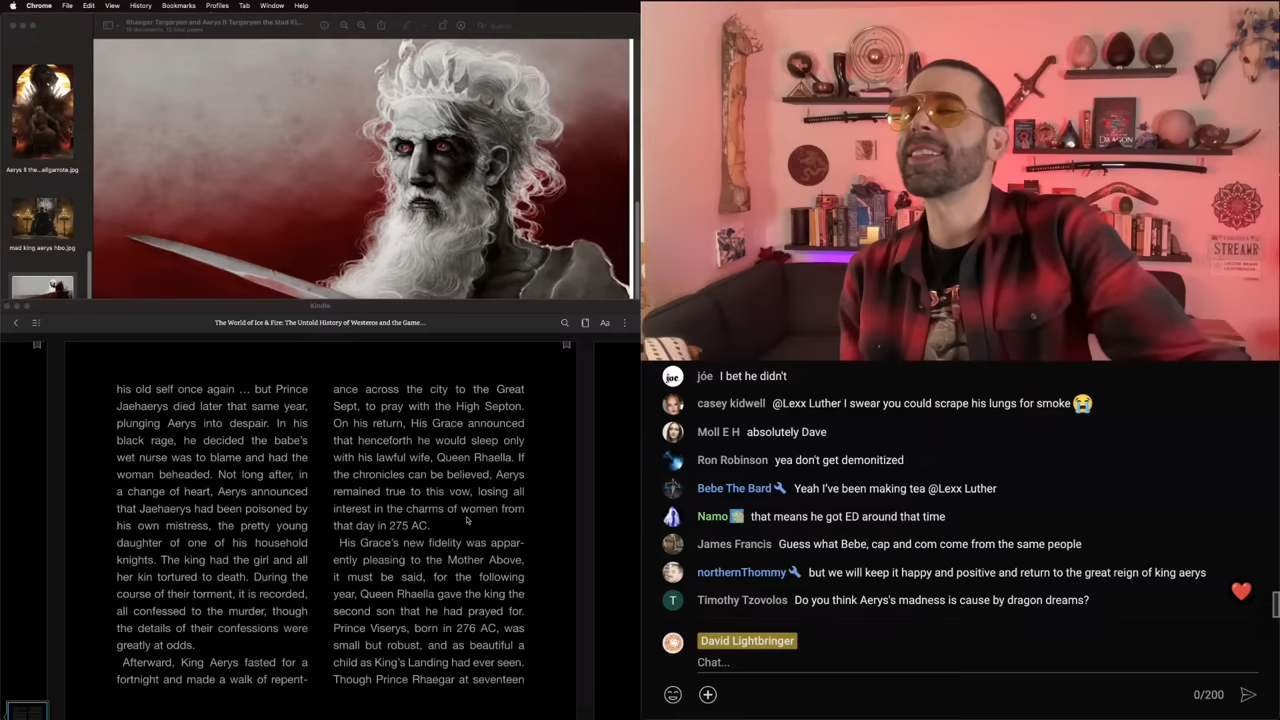 Chrome File Edit View History Bookmarks Profiles Tab Window Help
Rhaegar Targaryen and Aerys II Targaryen the Mad Ki...
Search
Aerys II the...ellgarrote.jpg
mad king aerys hbo.jpg
Kindle
The World of Ice & Fire: The Untold History of Westeros and the Game...
Aa
his old self once again … but Prince
Jaehaerys died later that same year,
plunging Aerys into despair. In his
black rage, he decided the babe's
wet nurse was to blame and had the
woman beheaded. Not long after, in
a change of heart, Aerys announced
that Jaehaerys had been poisoned by
his own mistress, the pretty young
daughter of one of his household
knights. The king had the girl and all
her kin tortured to death. During the
course of their torment, it is recorded,
all confessed to the murder, though
the details of their confessions were
greatly at odds.
Afterward, King Aerys fasted for a
fortnight and made a walk of repent-
ance across the city to the Great
Sept, to pray with the High Septon.
On his return, His Grace announced
that henceforth he would sleep only
with his lawful wife, Queen Rhaella. If
the chronicles can be believed, Aerys
remained true to this vow, losing all
interest in the charms of women from
that day in 275 AC.
His Grace's new fidelity was appar-
ently pleasing to the Mother Above,
it must be said, for the following
year, Queen Rhaella gave the king the
second son that he had prayed for.
Prince Viserys, born in 276 AC, was
small but robust, and as beautiful a
child as King's Landing had ever seen.
Though Prince Rhaegar at seventeen
DRAGON
STREAMR
joe
jóe I bet he didn't
casey kidwell @Lexx Luther I swear you could scrape his lungs for smoke
Moll E H absolutely Dave
Ron Robinson yea don't get demonitized
Bebe The Bard Yeah I've been making tea @Lexx Luther
Namo that means he got ED around that time
James Francis Guess what Bebe, cap and com come from the same people
northernThommy but we will keep it happy and positive and return to the great reign of king aerys
T Timothy Tzovolos Do you think Aerys's madness is cause by dragon dreams?
David Lightbringer
Chat...
0/200